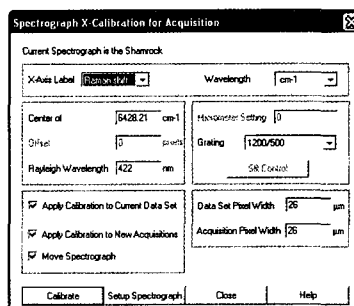 Spectrograph X-Calibration for Acquisition
Current Spectrograph is the Shamrock
X-Axis Label Raman shift Wavelength cm-1
Center of 6428.21 cm-1
Offset 0 pixels
Rayleigh Wavelength 422 nm
Micrometer Setting 0
Grating 1200/500
Slit Control
Apply Calibration to Current Data Set
Apply Calibration to New Acquisitions
Move Spectrograph
Data Set Pixel Width 26 µm
Acquisition Pixel Width 26 µm
Calibrate Setup Spectrograph Close Help